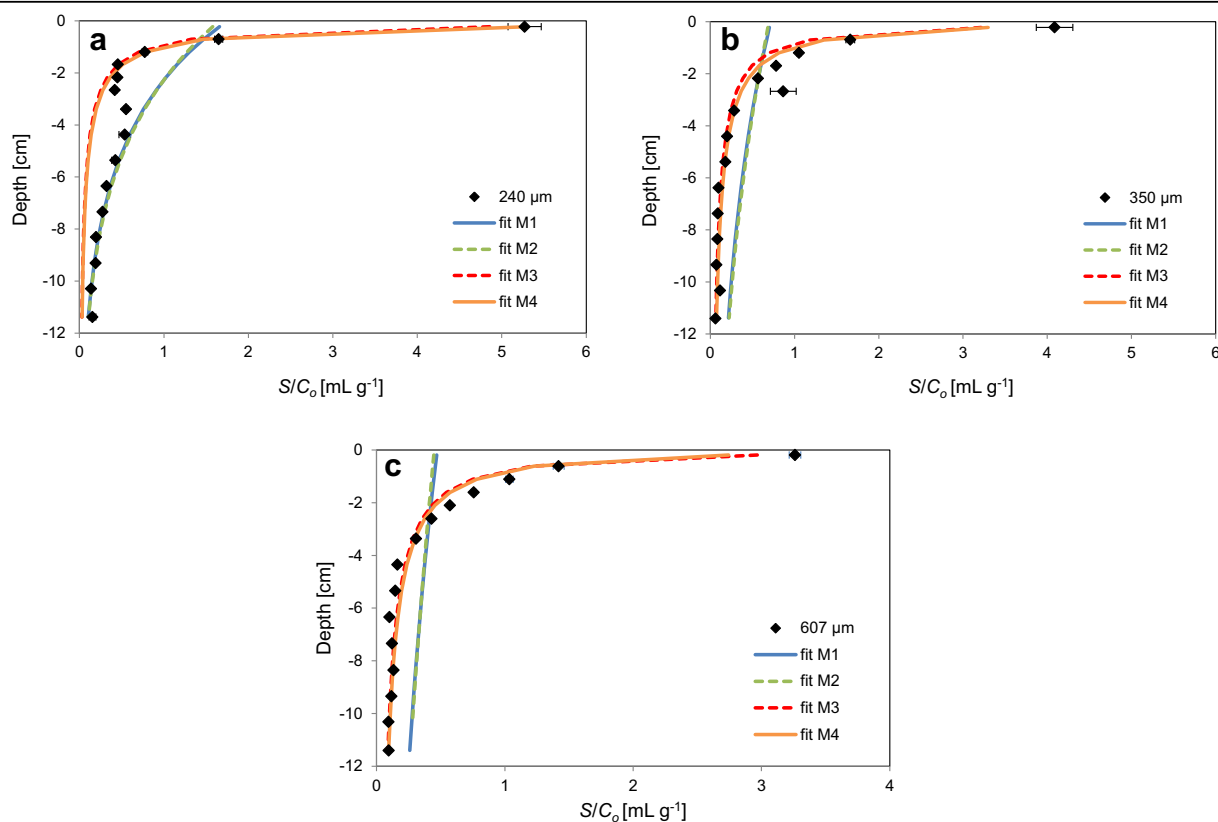 a
0
-2
-4
-6
-8
-10
-12
Depth [cm]
240 µm
fit M1
fit M2
fit M3
fit M4
0 1 2 3 4 5 6
S/Co [mL g-1]
b
0
-2
-4
-6
-8
-10
-12
Depth [cm]
350 µm
fit M1
fit M2
fit M3
fit M4
0 1 2 3 4 5 6
S/Co [mL g-1]
c
0
-2
-4
-6
-8
-10
-12
Depth [cm]
607 µm
fit M1
fit M2
fit M3
fit M4
0 1 2 3 4
S/Co [mL g-1]